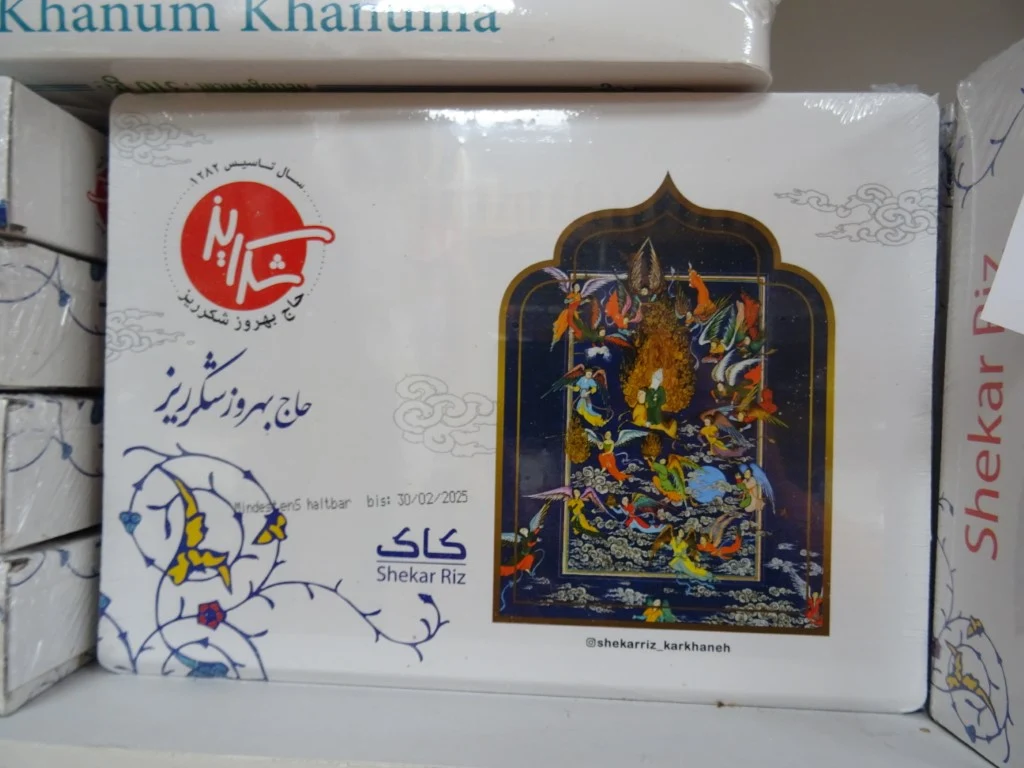 Khanum Khanuma
سال تاسیس ۱۲۸۲
شکرریز
حاج بهروز شکرریز
حاج بهروز شکرریز
MindestenS haltbar bis: 30/02/2025
کاک
Shekar Riz
@shekarriz_karkhaneh
Shekar Riz